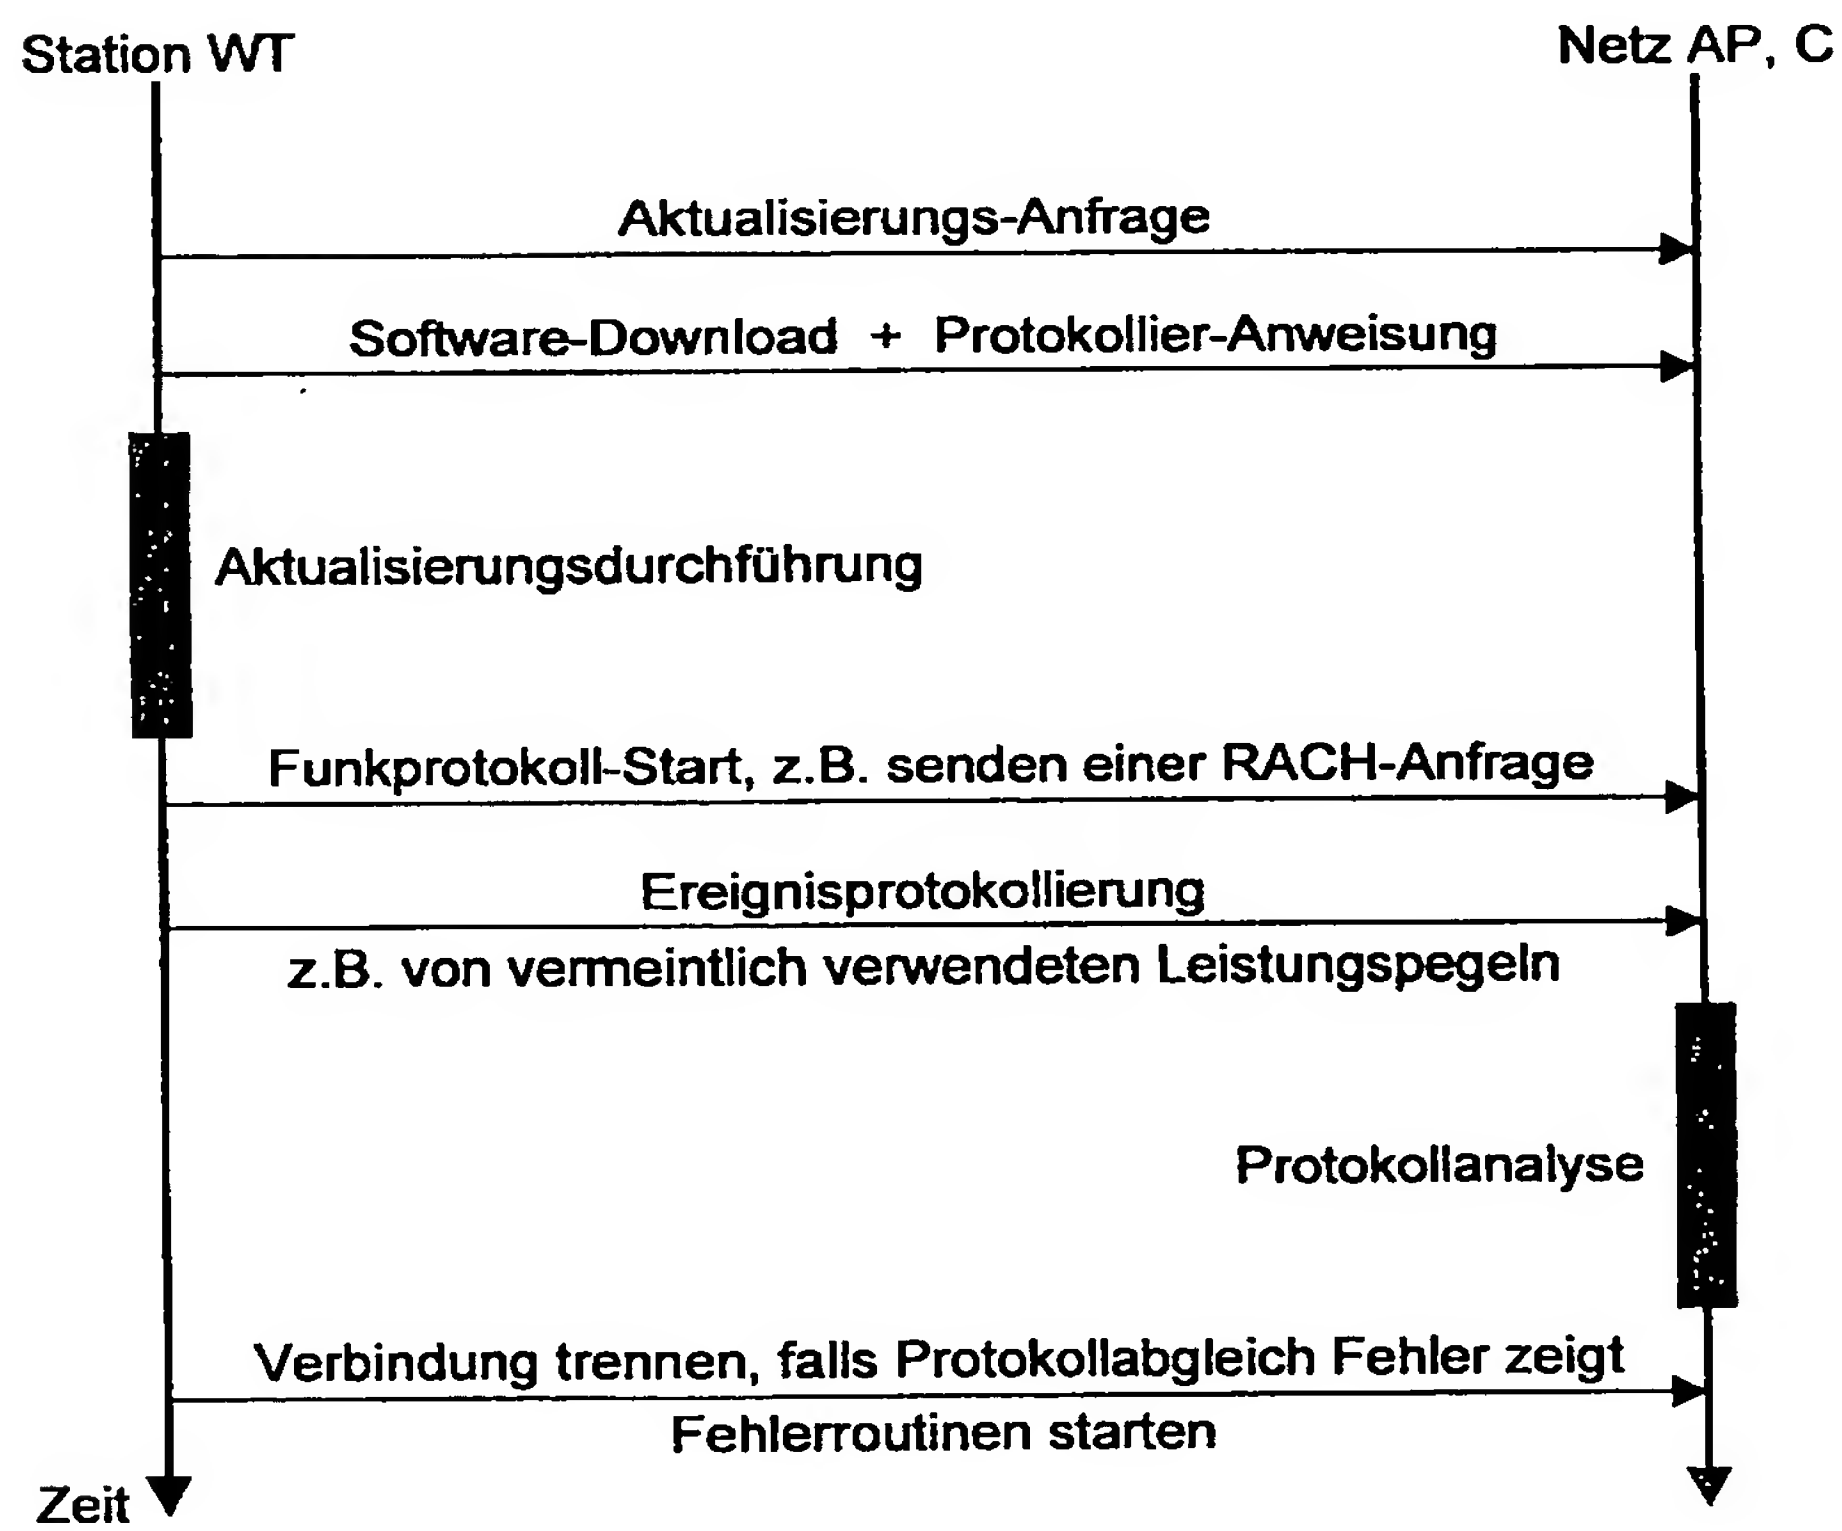 Station WT
Netz AP, C
Aktualisierungs-Anfrage
Software-Download + Protokollier-Anweisung
Aktualisierungsdurchführung
Funkprotokoll-Start, z.B. senden einer RACH-Anfrage
Ereignisprotokollierung
z.B. von vermeintlich verwendeten Leistungspegeln
Protokollanalyse
Verbindung trennen, falls Protokollabgleich Fehler zeigt
Fehlerroutinen starten
Zeit